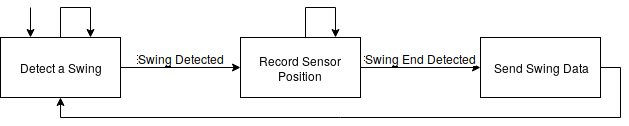 Detect a Swing
Swing Detected
Record Sensor
Position
Swing End Detected
Send Swing Data